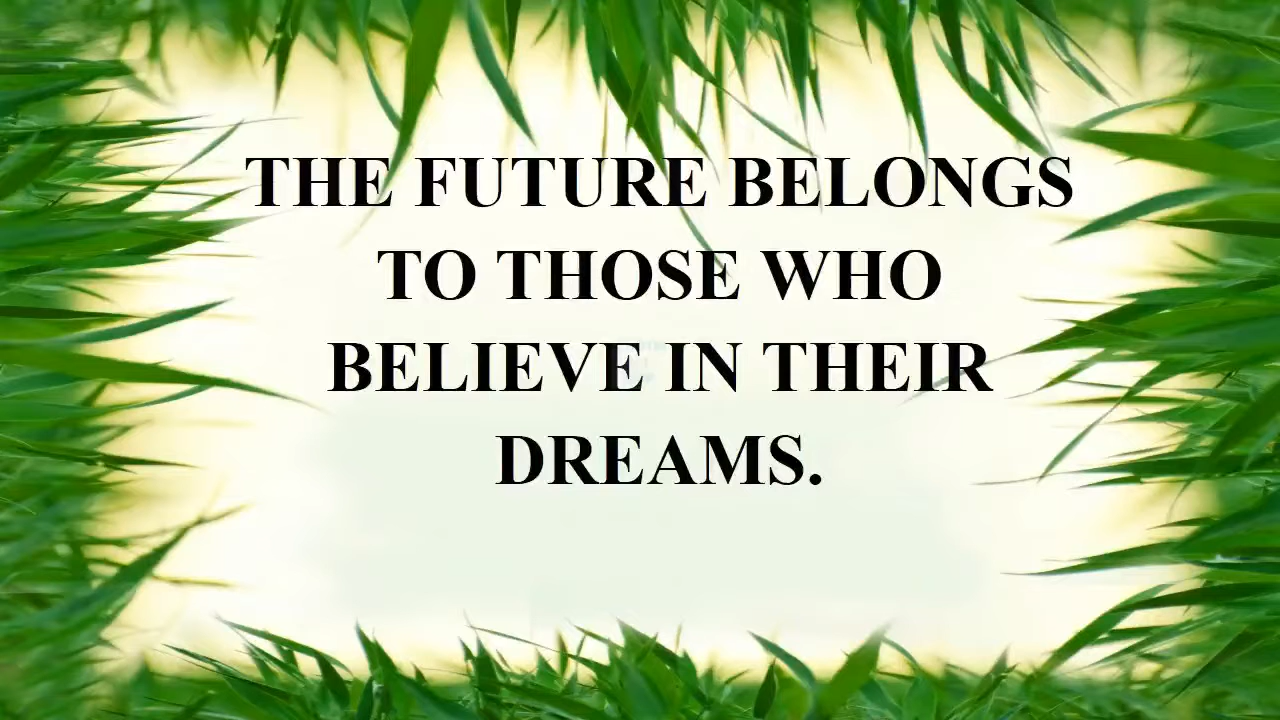 THE FUTURE BELONGS
TO THOSE WHO
BELIEVE IN THEIR
DREAMS.